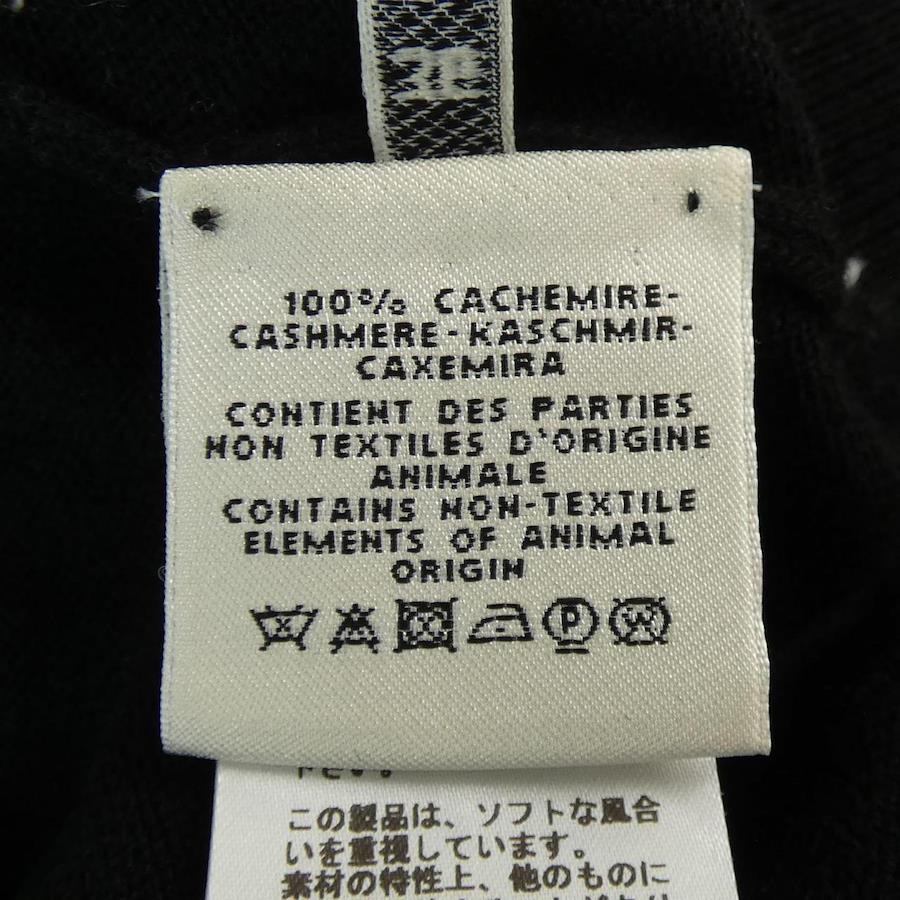 100% CACHEMIRE-
CASHMERE-KASCHMIR-
CAXEMIRA
CONTIENT DES PARTIES
NON TEXTILES D'ORIGINE
ANIMALE
CONTAINS NON-TEXTILE
ELEMENTS OF ANIMAL
ORIGIN
P W
この製品は、ソフトな風合
いを重視しています。
素材の特性上、他のものに